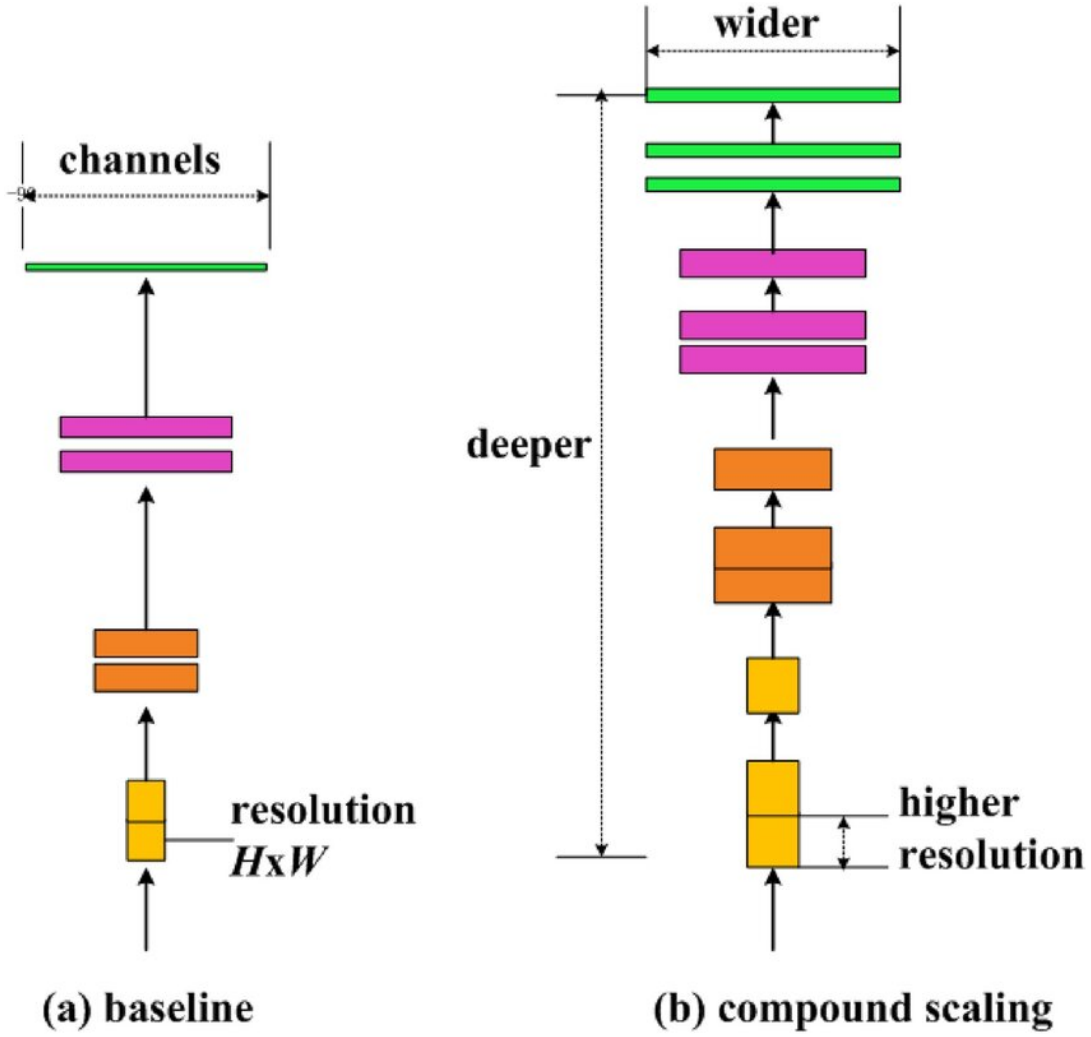 wider
channels
deeper
resolution
HxW
higher
resolution
(a) baseline
(b) compound scaling